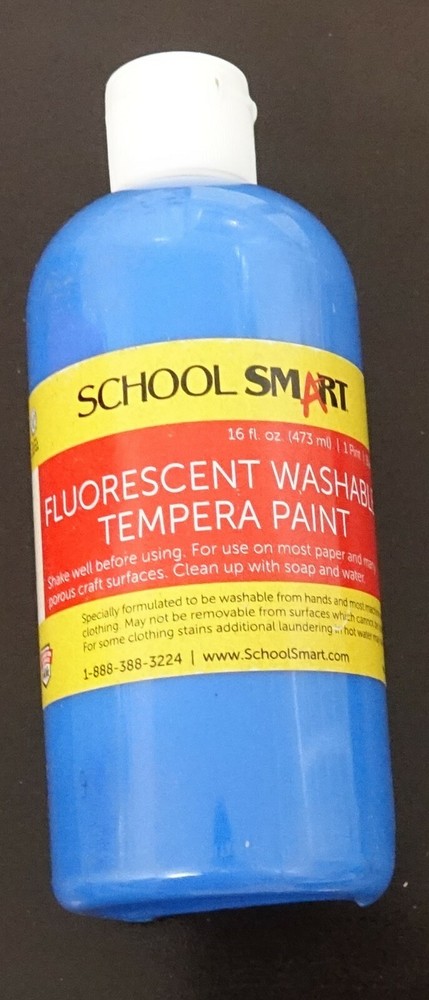 SCHOOL SMART
16 fl. oz. (473 ml) | 1 Pint |
FLUORESCENT WASHABLE
TEMPERA PAINT
Shake well before using. For use on most paper and many
porous craft surfaces. Clean up with soap and water.
Specially formulated to be washable from hands and most machine
clothing. May not be removable from surfaces which cannot
For some clothing stains additional laundering in hot water may
1-888-388-3224 | www.SchoolSmart.com